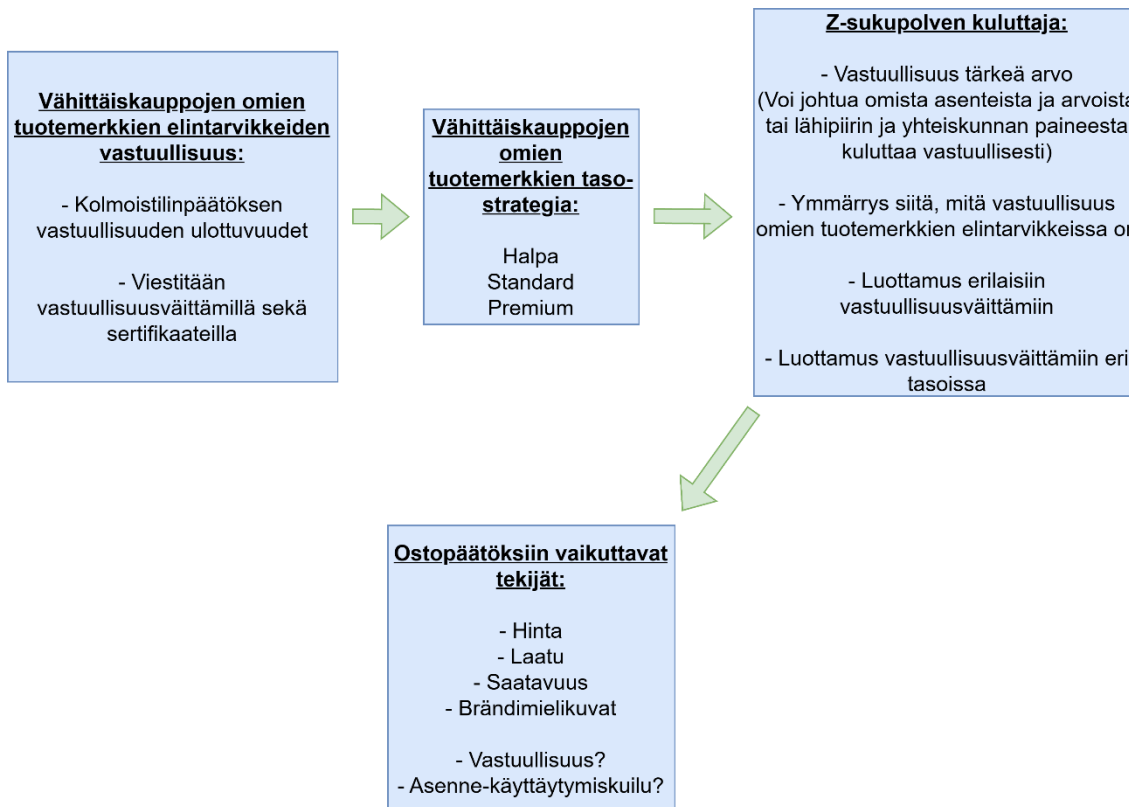 Vähittäiskauppojen omien
tuotemerkkien elintarvikkeiden
vastuullisuus:
- Kolmoistilinpäätöksen
vastuullisuuden ulottuvuudet
- Viestitään
vastuullisuusväittämillä sekä
sertifikaateilla
Vähittäiskauppojen
omien
tuotemerkkien taso-
strategia:
Halpa
Standard
Premium
Z-sukupolven kuluttaja:
- Vastuullisuus tärkeä arvo
(Voi johtua omista asenteista ja arvoista
tai lähipiirin ja yhteiskunnan paineesta
kuluttaa vastuullisesti)
- Ymmärrys siitä, mitä vastuullisuus
omien tuotemerkkien elintarvikkeissa on
- Luottamus erilaisiin
vastuullisuusväittämiin
- Luottamus vastuullisuusväittämiin eri
tasoissa
Ostopäätöksiin vaikuttavat
tekijät:
- Hinta
- Laatu
- Saatavuus
- Brändimielikuvat
- Vastuullisuus?
- Asenne-käyttäytymiskuilu?